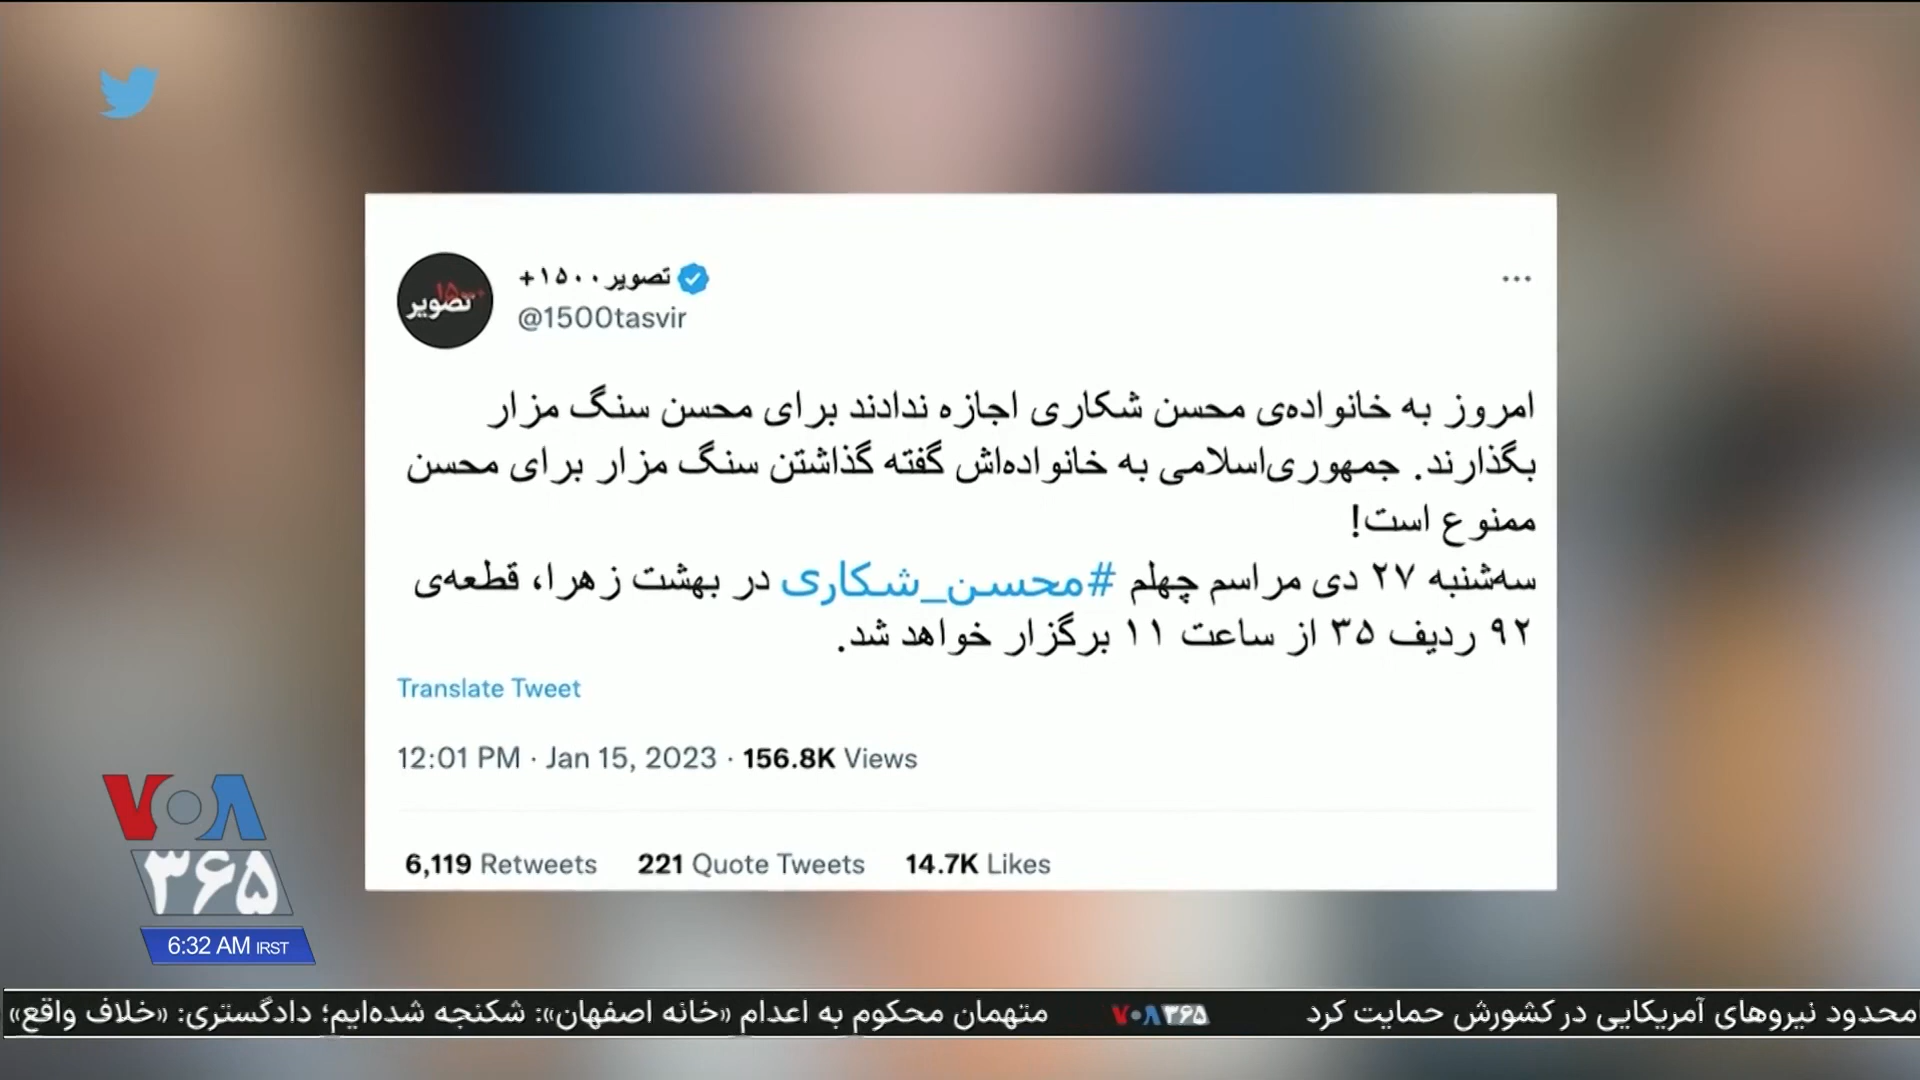 تصویر۱۵۰۰+
@1500tasvir
۱۵۰۰+
تصویر
امروز به خانواده‌ی محسن شکاری اجازه ندادند برای محسن سنگ مزار
بگذارند. جمهوری‌اسلامی به خانواده‌اش گفته گذاشتن سنگ مزار برای محسن
ممنوع است!
سه‌شنبه ۲۷ دی مراسم چهلم #محسن_شکاری در بهشت زهرا، قطعه‌ی
۹۲ ردیف ۳۵ از ساعت ۱۱ برگزار خواهد شد.
Translate Tweet
12:01 PM · Jan 15, 2023 · 156.8K Views
6,119 Retweets 221 Quote Tweets 14.7K Likes
VOA
۳۶۵
6:32 AM IRST
محدود نیروهای آمریکایی در کشورش حمایت کرد VOA۳۶۵ متهمان محکوم به اعدام «خانه اصفهان»: شکنجه شده‌ایم؛ دادگستری: «خلاف واقع»